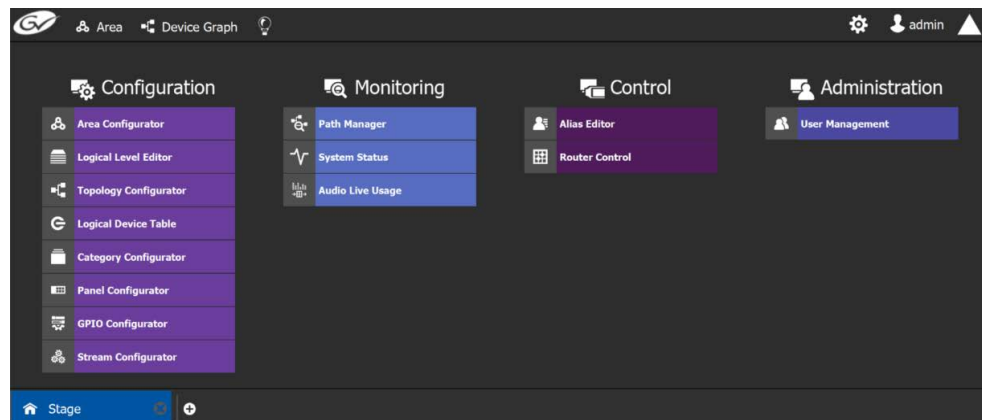 GV Area Device Graph admin
Configuration
Area Configurator
Logical Level Editor
Topology Configurator
Logical Device Table
Category Configurator
Panel Configurator
GPIO Configurator
Stream Configurator
Monitoring
Path Manager
System Status
Audio Live Usage
Control
Alias Editor
Router Control
Administration
User Management
Stage